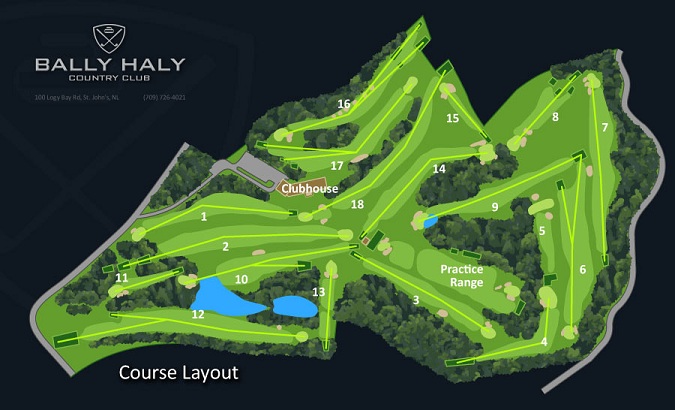 BALLY HALY
COUNTRY CLUB
100 Logy Bay Rd, St. John's, NL (709) 726-4021
16
15
8
7
17
14
Clubhouse
18
9
1
5
2
Practice
Range
6
11
10
13
3
12
4
Course Layout